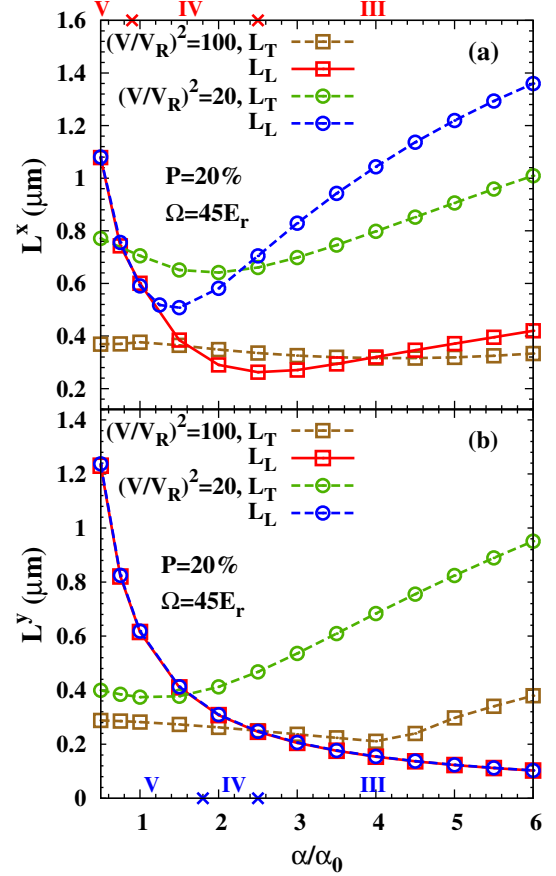 V IV III
(a)
(V/V_R)^2=100, L_T
L_L
(V/V_R)^2=20, L_T
L_L
P=20%
Ω=45E_r
L^x (μm)
1.6
1.4
1.2
1
0.8
0.6
0.4
0.2
(b)
(V/V_R)^2=100, L_T
L_L
(V/V_R)^2=20, L_T
L_L
P=20%
Ω=45E_r
L^y (μm)
1.4
1.2
1
0.8
0.6
0.4
0.2
0
V IV III
1 2 3 4 5 6
α/α_0